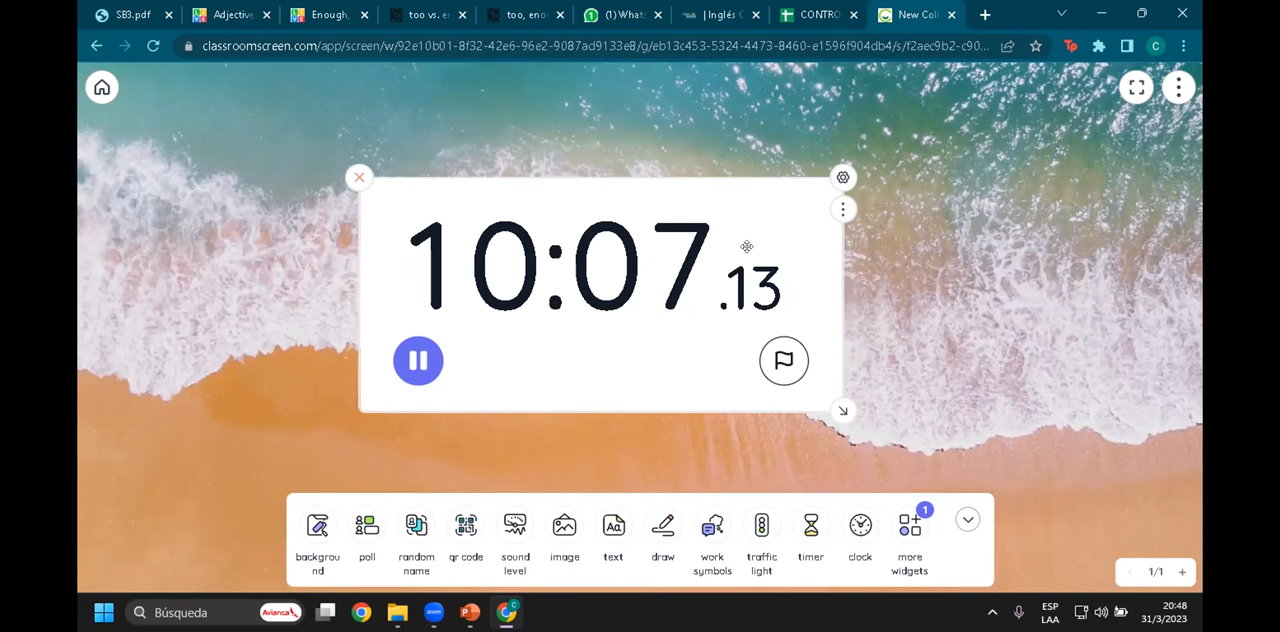 SB3.pdf
Adjective
Enough,
too vs. e
too, eno
(1) What
| Inglés C
CONTRO
New Coll
classroomscreen.com/app/screen/w/92e10b01-8f32-42e6-96e2-9087ad9133e8/g/eb13c453-5324-4473-8460-e1596f904db4/s/f2aec9b2-c90...
10:07.13
backgrou
nd
poll
random
name
qr code
sound
level
image
text
draw
work
symbols
traffic
light
timer
clock
1
more
widgets
1/1
Búsqueda
Avianca
zoom
ESP
LAA
20:48
31/3/2023